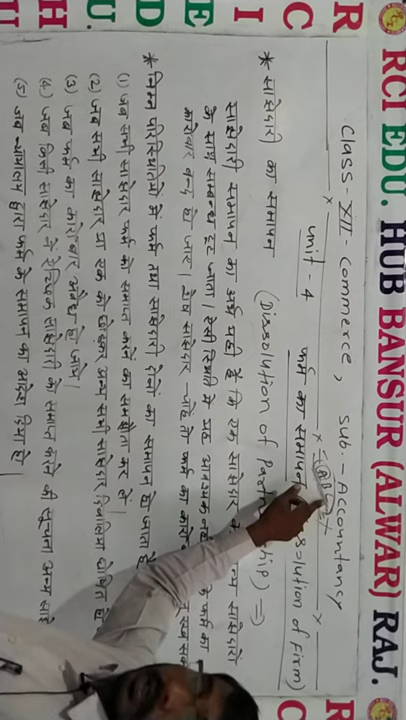 RCI EDU. HUB BANSUR (ALWAR) RAJ.
R C I E D U. H U
R C
Class-XII-Commerce, Sub.-Accountancy
unit-4 फर्म का समापन (Dissolution of Firm)
* साझेदारी का समापन (Dissolution of Partnership) ⇒
साझेदारी समापन का अर्थ यही है कि एक साझेदार के अन्य साझेदारों
के साथ सम्बन्ध टूट जाना। ऐसी स्थिति में यह आवश्यक नहीं कि फर्म का
कारोबार बन्द हो जाए। शेष साझेदार चाहे तो फर्म का कारोबार
* निम्न परिस्थितियों में फर्म तथा साझेदारी दोनों का समापन हो जाता है
(1) जब सभी साझेदार फर्म को समाप्त करने का समझौता कर ले।
(2) जब सभी साझेदार या एक को छोड़कर अन्य सभी साझेदार दिवालिया घोषित हो
(3) जब फर्म का कारोबार अवैध हो जाये।
(4) जब किसी साझेदार ने ऐच्छिक साझेदारी को समाप्त करने की सूचना अन्य
(5) जब न्यायालय द्वारा फर्म के समापन का आदेश दिया हो।